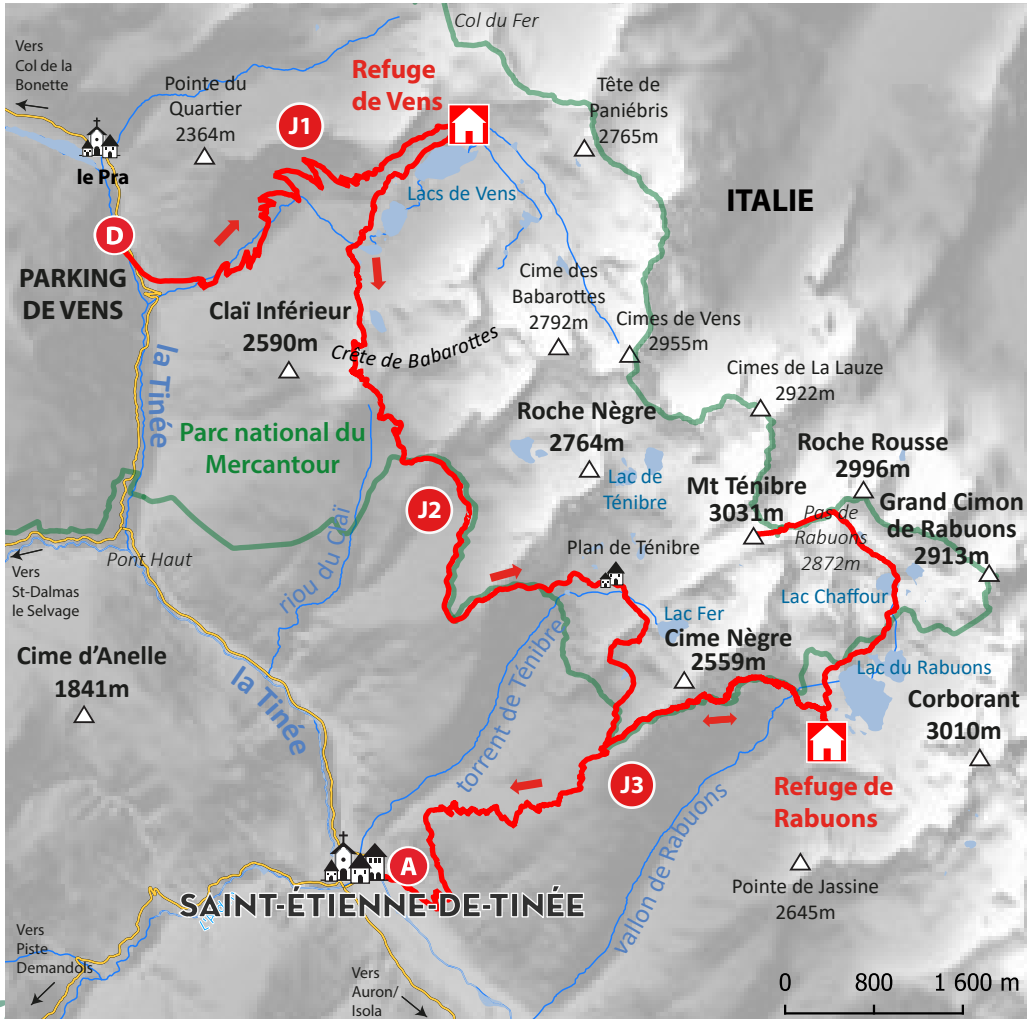 Col du Fer
Vers
Col de la
Bonette
Pointe du
Quartier
2364m
Refuge
de Vens
Tête de
Paniébris
2765m
J1
le Pra
Lacs de Vens
ITALIE
D
PARKING
DE VENS
Claï Inférieur
2590m
Cime des
Babarottes
2792m
Cimes de Vens
2955m
Crête de Babarottes
la Tinée
Cimes de La Lauze
2922m
Parc national du
Mercantour
Roche Nègre
2764m
Roche Rousse
2996m
Lac de
Ténibre
Mt Ténibre
3031m
Grand Cimon
de Rabuons
2913m
J2
Pas de
Rabuons
2872m
Pont Haut
Plan de Ténibre
Vers
St-Dalmas
le Selvage
riou du Claï
Lac Chaffour
Lac Fer
Cime Nègre
2559m
Cime d'Anelle
1841m
la Tinée
Lac du Rabuons
Corborant
3010m
torrent de Ténibre
J3
Refuge de
Rabuons
vallon de Rabuons
A
SAINT-ÉTIENNE-DE-TINÉE
Pointe de Jassine
2645m
Vers
Piste
Demandols
Vers
Auron/
Isola
0 800 1 600 m